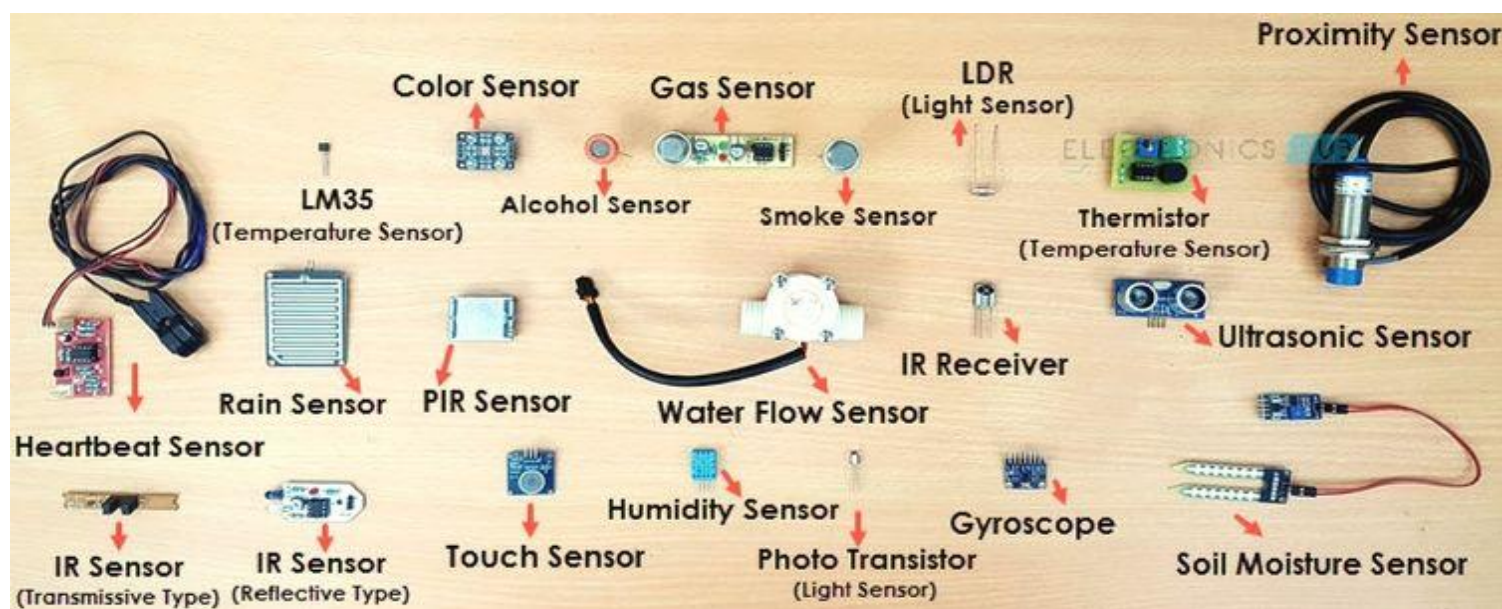 Proximity Sensor
Color Sensor
Gas Sensor
LDR
(Light Sensor)
ELECTRONICS HUB
LM35
(Temperature Sensor)
Alcohol Sensor
Smoke Sensor
Thermistor
(Temperature Sensor)
Ultrasonic Sensor
IR Receiver
Rain Sensor
PIR Sensor
Water Flow Sensor
Heartbeat Sensor
Humidity Sensor
Gyroscope
IR Sensor
(Transmissive Type)
IR Sensor
(Reflective Type)
Touch Sensor
Photo Transistor
(Light Sensor)
Soil Moisture Sensor